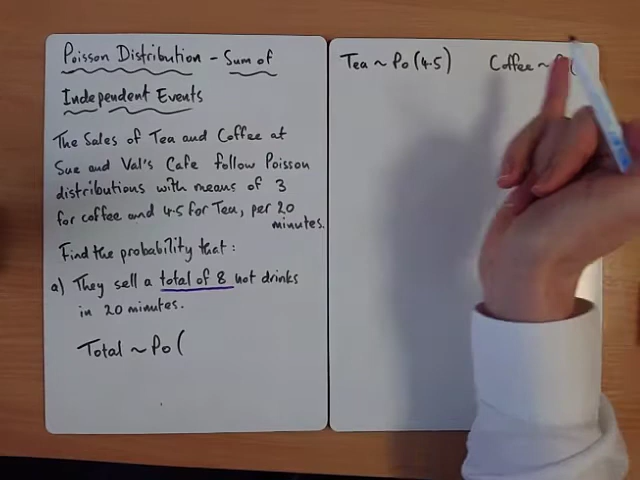 Poisson Distribution - Sum of
Independent Events
The Sales of Tea and Coffee at
Sue and Val's Cafe follow Poisson
distributions with means of 3
for coffee and 4.5 for Tea, per 20
minutes.
Find the probability that:
a) They sell a total of 8 hot drinks
in 20 minutes.
Total ~ Po(
Tea ~ Po(4.5)
Coffee ~